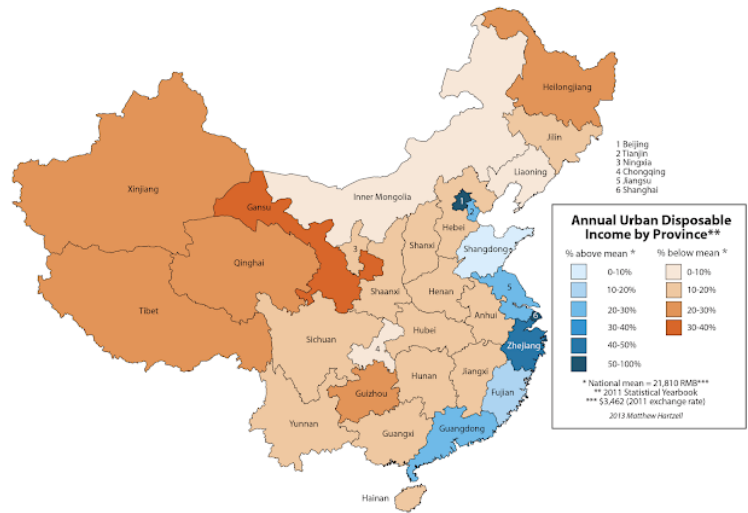 Heilongjiang
Jilin
1 Beijing
2 Tianjin
3 Ningxia
4 Chongqing
5 Jiangsu
6 Shanghai
Liaoning
Xinjiang
Inner Mongolia
1
2
Gansu
Hebei
Shangdong
3
Shanxi
Qinghai
5
Shaanxi
Henan
Tibet
Anhui
6
Hubei
Sichuan
4
Zhejiang
Hunan
Jiangxi
Guizhou
Fujian
Yunnan
Guangxi
Guangdong
Hainan
Annual Urban Disposable
Income by Province**
% above mean *
% below mean *
0-10%
0-10%
10-20%
10-20%
20-30%
20-30%
30-40%
30-40%
40-50%
50-100%
* National mean = 21,810 RMB***
** 2011 Statistical Yearbook
*** $3,462 (2011 exchange rate)
2013 Matthew Hartzell